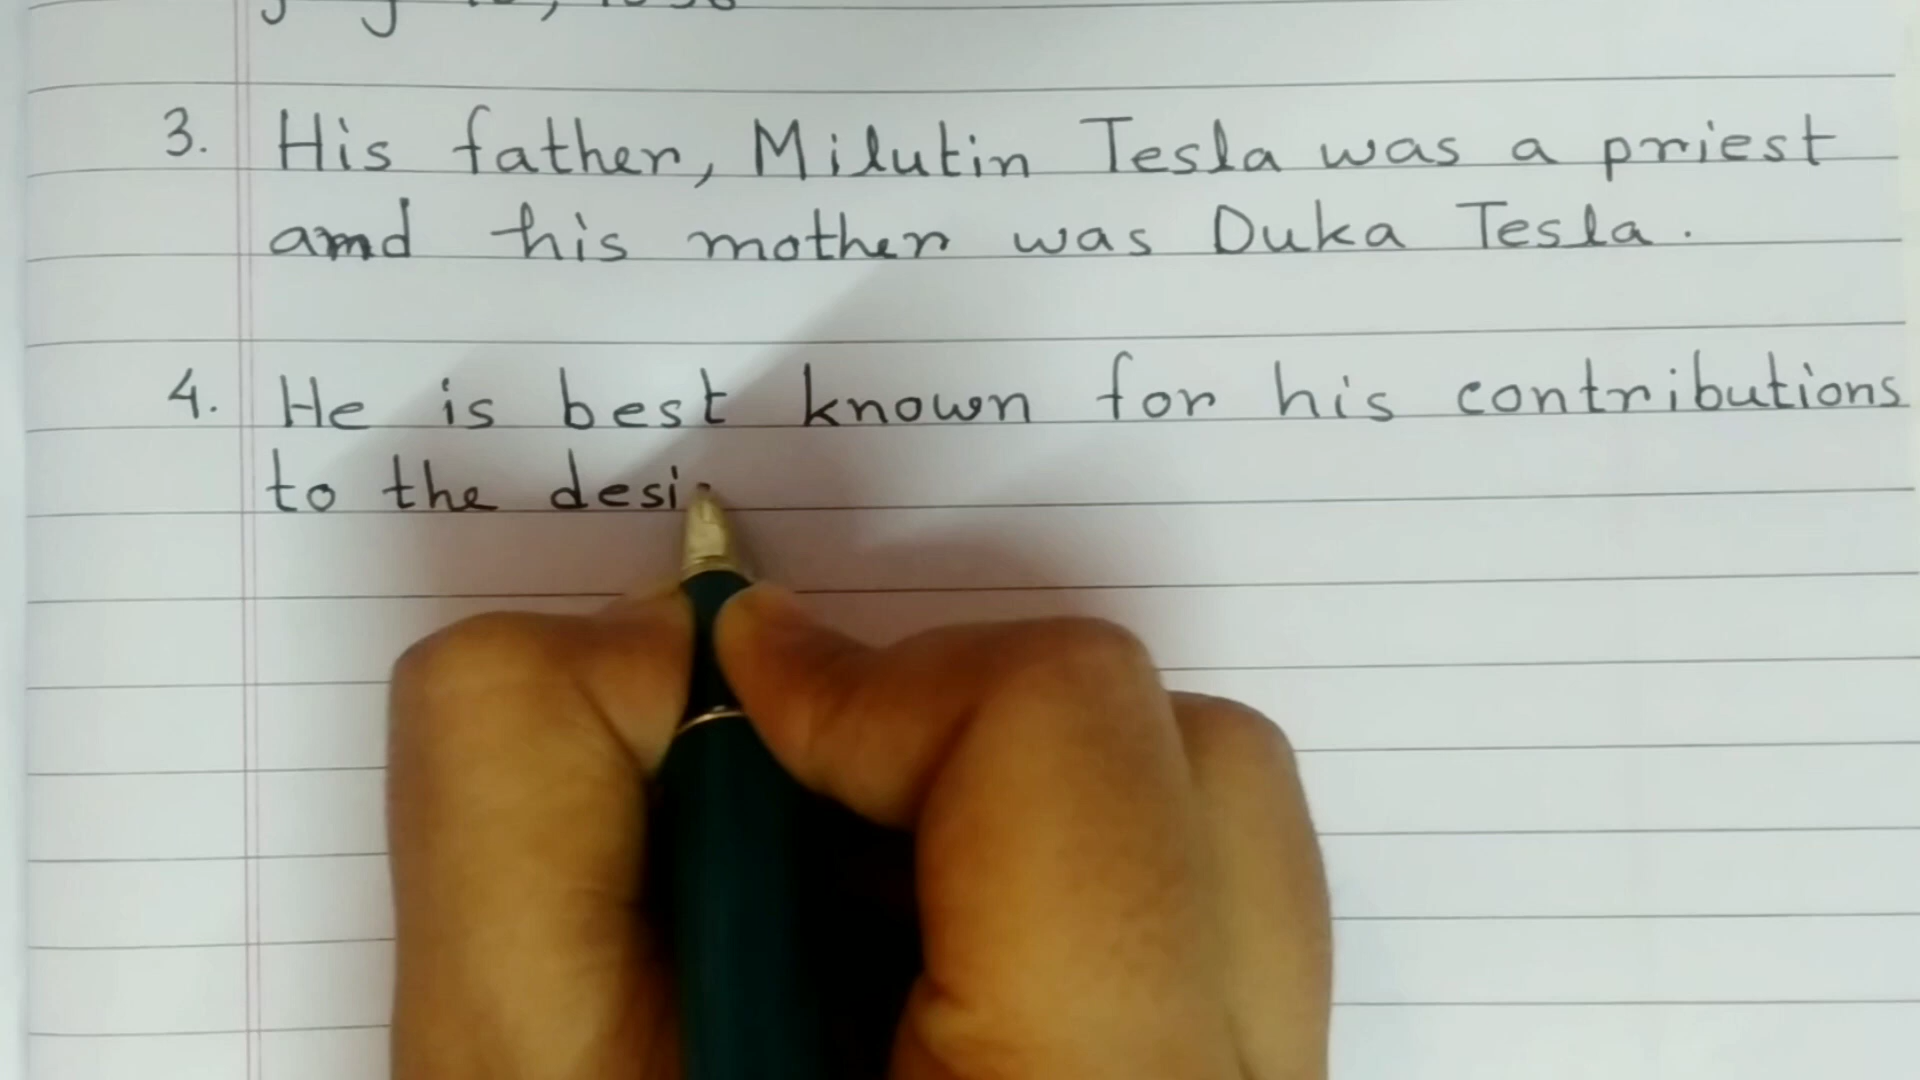 3. His father, Milutin Tesla was a priest
and his mother was Duka Tesla.
4. He is best known for his contributions
to the desi